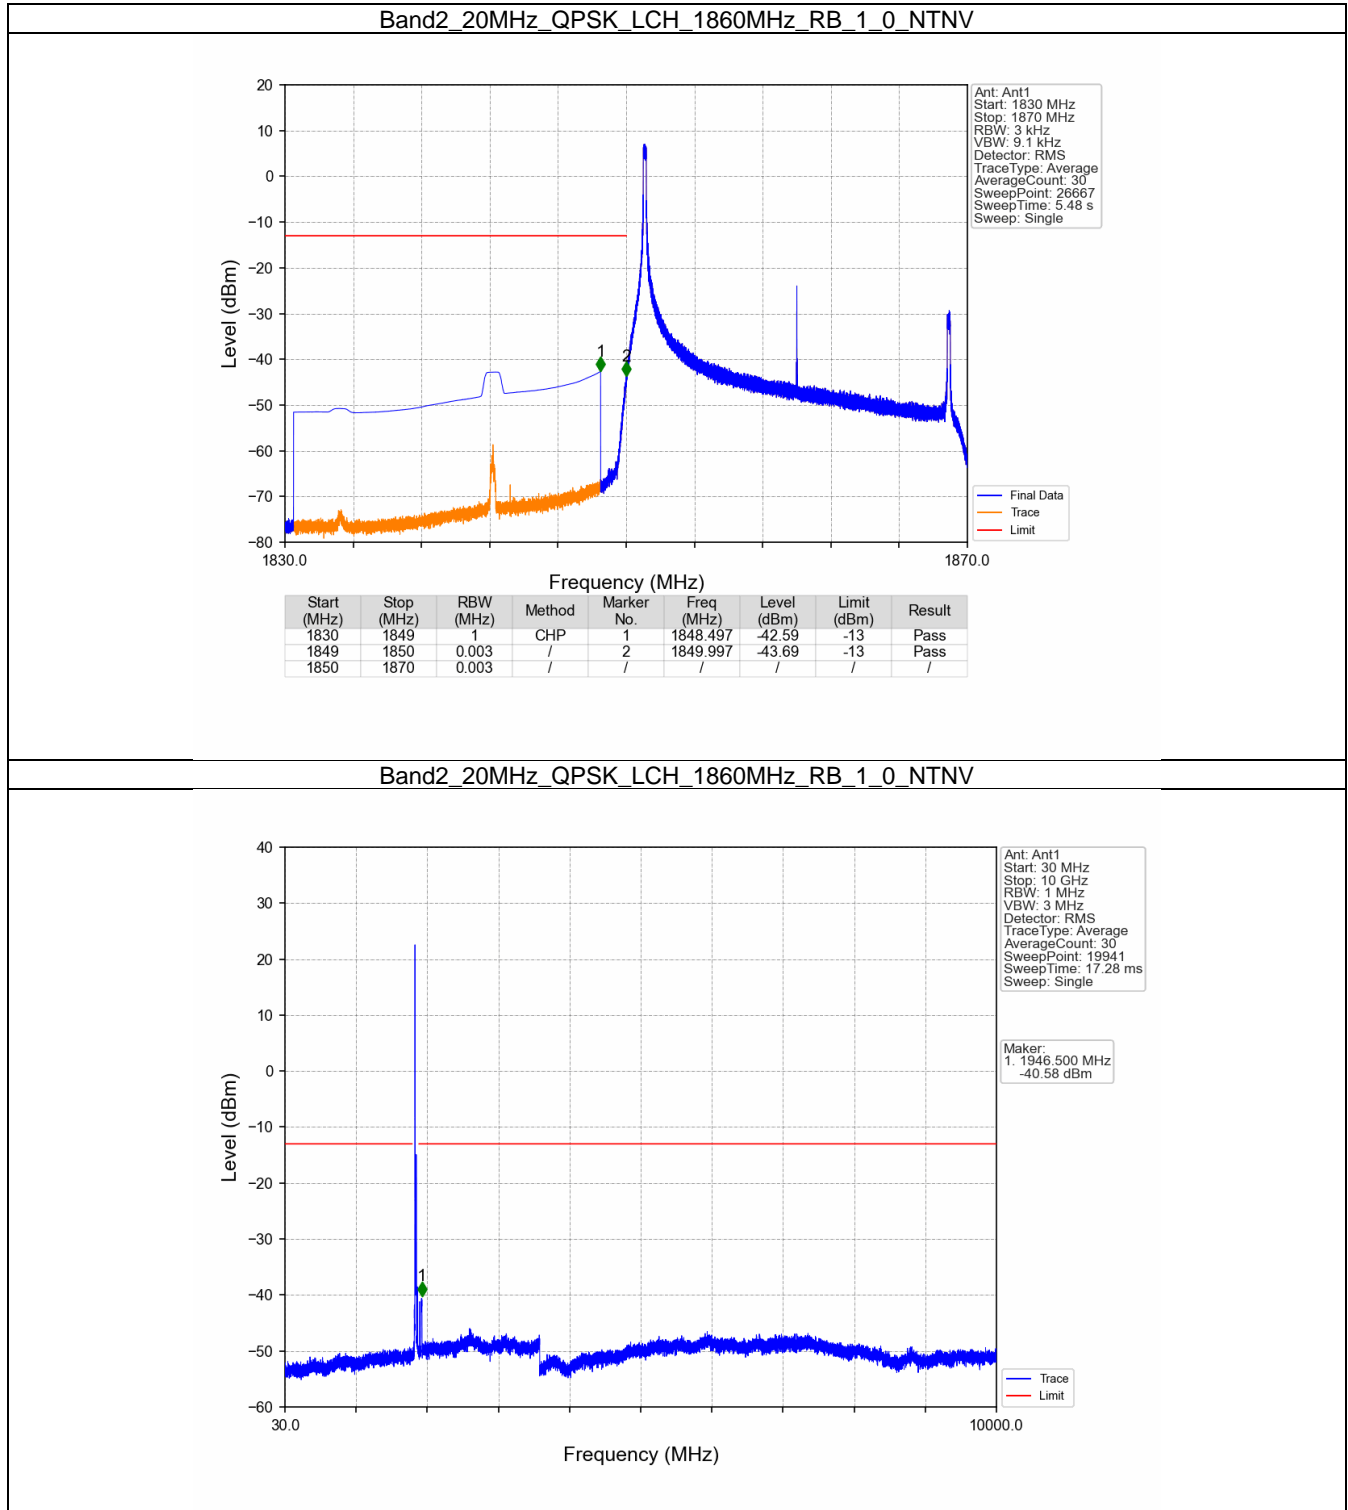 Band2_20MHz_QPSK_LCH_1860MHz_RB_1_0_NTNV
20
10
0
−10
−20
−30
−40
−50
−60
−70
−80
Level (dBm)
1
2
1830.0
1870.0
Frequency (MHz)
Ant: Ant1
Start: 1830 MHz
Stop: 1870 MHz
RBW: 3 kHz
VBW: 9.1 kHz
Detector: RMS
TraceType: Average
AverageCount: 30
SweepPoint: 26667
SweepTime: 5.48 s
Sweep: Single
Final Data
Trace
Limit
Start (MHz) Stop (MHz) RBW (MHz) Method Marker No. Freq (MHz) Level (dBm) Limit (dBm) Result
1830 1849 1 CHP 1 1848.497 -42.59 -13 Pass
1849 1850 0.003 / 2 1849.997 -43.69 -13 Pass
1850 1870 0.003 / / / / / /
Band2_20MHz_QPSK_LCH_1860MHz_RB_1_0_NTNV
40
30
20
10
0
−10
−20
−30
−40
−50
−60
Level (dBm)
1
30.0
10000.0
Frequency (MHz)
Ant: Ant1
Start: 30 MHz
Stop: 10 GHz
RBW: 1 MHz
VBW: 3 MHz
Detector: RMS
TraceType: Average
AverageCount: 30
SweepPoint: 19941
SweepTime: 17.28 ms
Sweep: Single
Maker:
1. 1946.500 MHz
-40.58 dBm
Trace
Limit